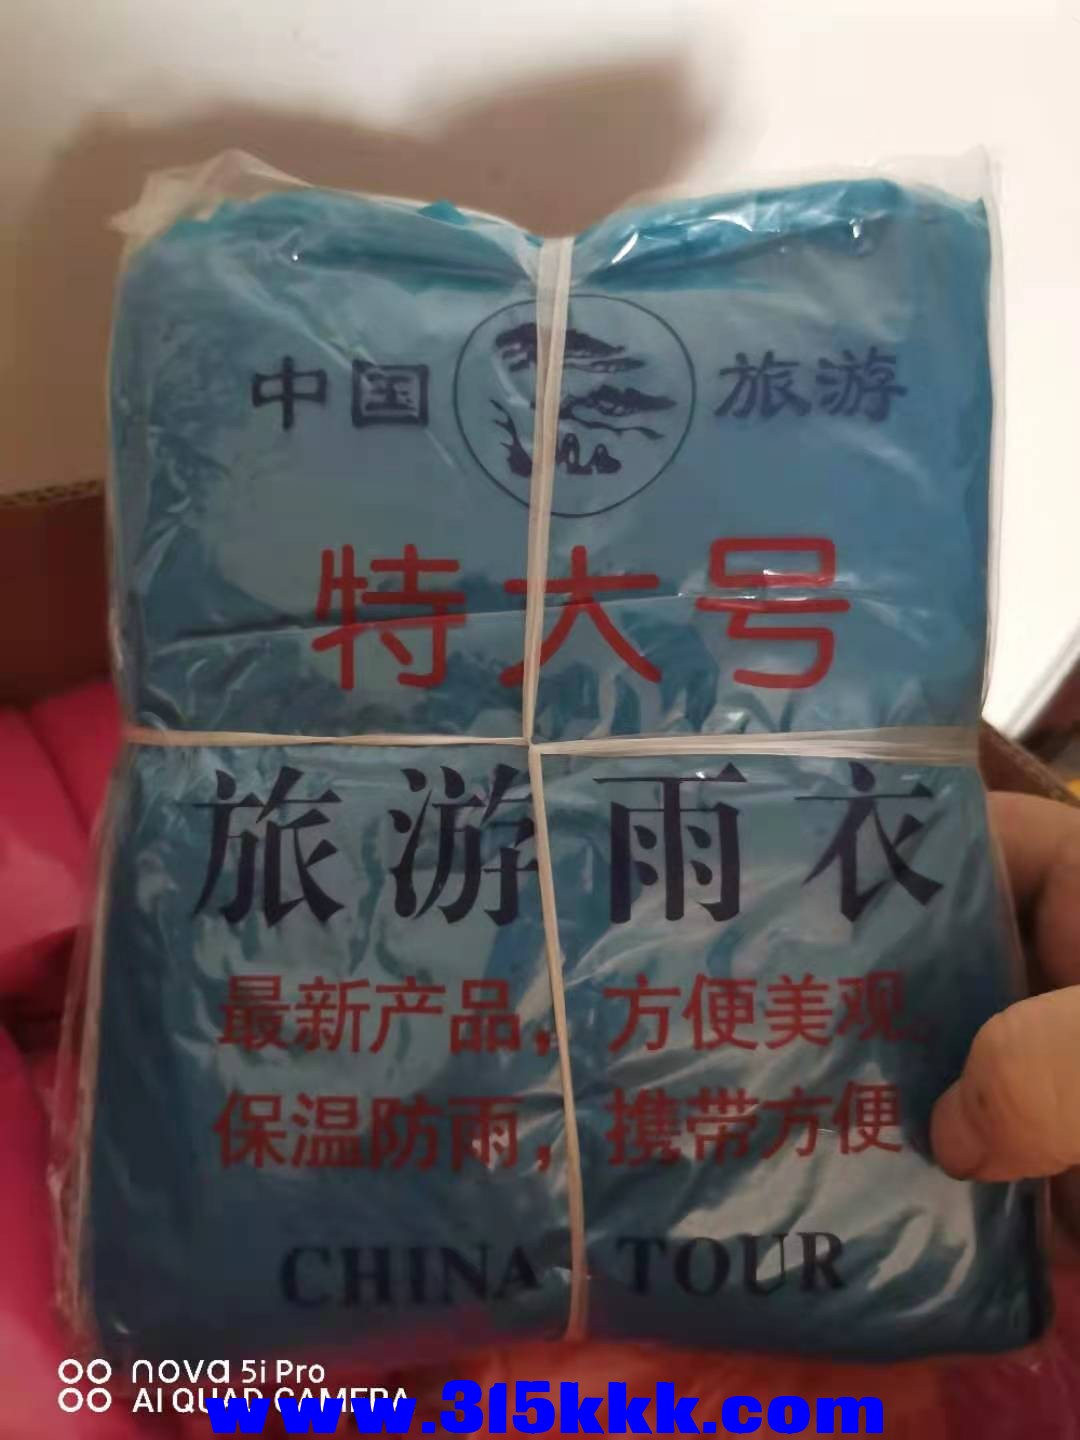 中国 旅游
特大号
旅游雨衣
最新产品，方便美观。
保温防雨，携带方便
CHINA TOUR
nova 5i Pro
AI QUAD CAMERA
www.315kkk.com